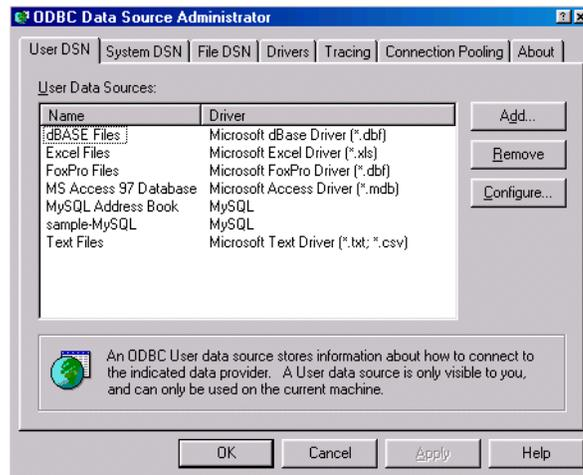 ODBC Data Source Administrator
User DSN System DSN File DSN Drivers Tracing Connection Pooling About
User Data Sources:
Name Driver
dBASE Files Microsoft dBase Driver (*.dbf)
Excel Files Microsoft Excel Driver (*.xls)
FoxPro Files Microsoft FoxPro Driver (*.dbf)
MS Access 97 Database Microsoft Access Driver (*.mdb)
MySQL Address Book MySQL
sample-MySQL MySQL
Text Files Microsoft Text Driver (*.txt; *.csv)
Add...
Remove
Configure...
An ODBC User data source stores information about how to connect to
the indicated data provider. A User data source is only visible to you,
and can only be used on the current machine.
OK Cancel Apply Help